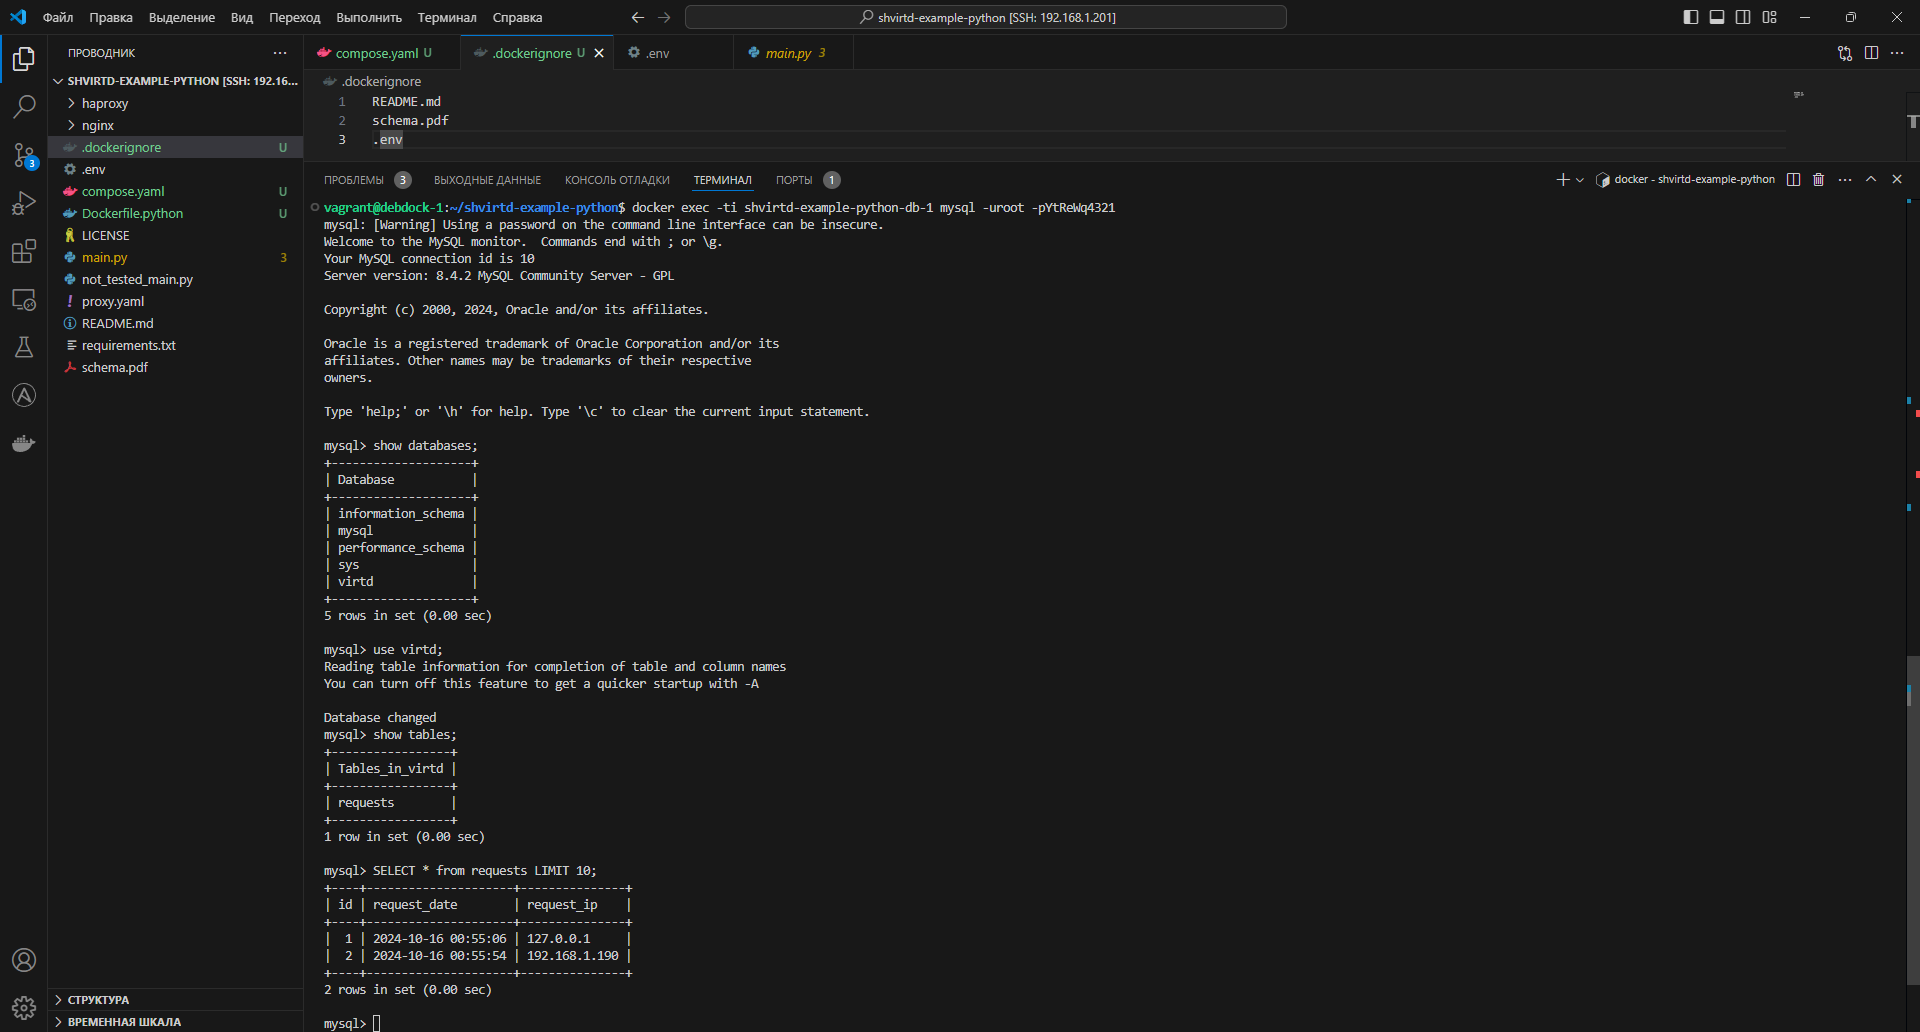 Файл Правка Выделение Вид Переход Выполнить Терминал Справка
shvirtd-example-python [SSH: 192.168.1.201]
ПРОВОДНИК
SHVIRTD-EXAMPLE-PYTHON [SSH: 192.16...
haproxy
nginx
.dockerignore U
.env
compose.yaml U
Dockerfile.python U
LICENSE
main.py 3
not_tested_main.py
proxy.yaml
README.md
requirements.txt
schema.pdf
СТРУКТУРА
ВРЕМЕННАЯ ШКАЛА
3
compose.yaml U
.dockerignore U
.env
main.py 3
.dockerignore
1 README.md
2 schema.pdf
3 .env
ПРОБЛЕМЫ 3 ВЫХОДНЫЕ ДАННЫЕ КОНСОЛЬ ОТЛАДКИ ТЕРМИНАЛ ПОРТЫ 1
docker - shvirtd-example-python
vagrant@debdock-1:~/shvirtd-example-python$ docker exec -ti shvirtd-example-python-db-1 mysql -uroot -pYtReWq4321
mysql: [Warning] Using a password on the command line interface can be insecure.
Welcome to the MySQL monitor.  Commands end with ; or \g.
Your MySQL connection id is 10
Server version: 8.4.2 MySQL Community Server - GPL
Copyright (c) 2000, 2024, Oracle and/or its affiliates.
Oracle is a registered trademark of Oracle Corporation and/or its
affiliates. Other names may be trademarks of their respective
owners.
Type 'help;' or '\h' for help. Type '\c' to clear the current input statement.
mysql> show databases;
+--------------------+
| Database           |
+--------------------+
| information_schema |
| mysql              |
| performance_schema |
| sys                |
| virtd              |
+--------------------+
5 rows in set (0.00 sec)
mysql> use virtd;
Reading table information for completion of table and column names
You can turn off this feature to get a quicker startup with -A
Database changed
mysql> show tables;
+-----------------+
| Tables_in_virtd |
+-----------------+
| requests        |
+-----------------+
1 row in set (0.00 sec)
mysql> SELECT * from requests LIMIT 10;
+----+---------------------+---------------+
| id | request_date        | request_ip    |
+----+---------------------+---------------+
|  1 | 2024-10-16 00:55:06 | 127.0.0.1     |
|  2 | 2024-10-16 00:55:54 | 192.168.1.190 |
+----+---------------------+---------------+
2 rows in set (0.00 sec)
mysql>